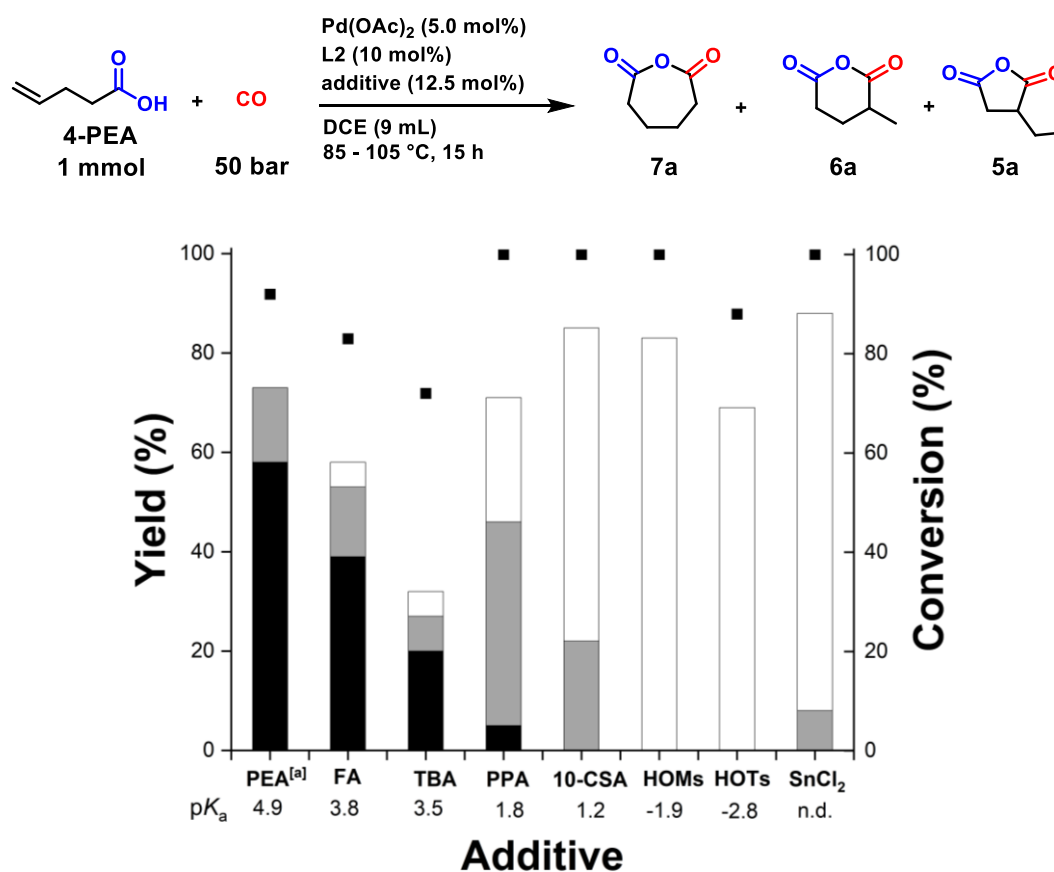 Pd(OAc)2 (5.0 mol%)
L2 (10 mol%)
additive (12.5 mol%)
DCE (9 mL)
85 - 105 °C, 15 h
O
OH
4-PEA
1 mmol
+
CO
50 bar
O O O
7a
+
O O O
6a
+
O O O
5a
Yield (%)
100
80
60
40
20
0
Conversion (%)
100
80
60
40
20
0
PEA[a] FA TBA PPA 10-CSA HOMs HOTs SnCl2
pKa 4.9 3.8 3.5 1.8 1.2 -1.9 -2.8 n.d.
Additive